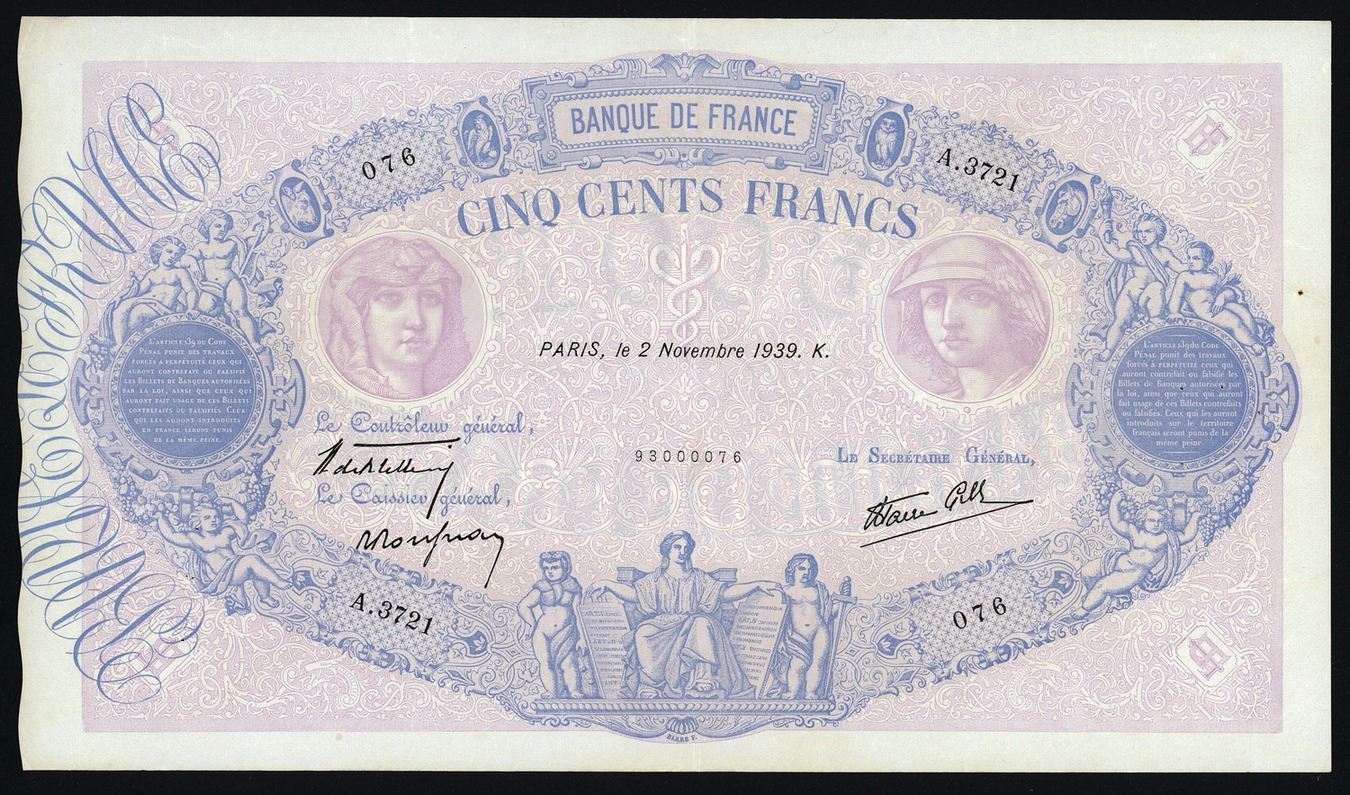 BANQUE DE FRANCE
076
A.3721
CINQ CENTS FRANCS
PARIS, le 2 Novembre 1939. K.
L'ARTICLE 139 DU CODE
PÉNAL PUNIT DES TRAVAUX
FORCÉS A PERPÉTUITÉ CEUX QUI
AURONT CONTREFAIT OU FALSIFIÉ
LES BILLETS DE BANQUES AUTORISÉES
PAR LA LOI, AINSI QUE CEUX QUI
AURONT FAIT USAGE DE CES BILLETS
CONTREFAITS OU FALSIFIÉS. CEUX
QUI LES AURONT INTRODUITS
EN FRANCE SERONT PUNIS
DE LA MÊME PEINE.
L'ARTICLE 139 DU CODE
PÉNAL punit des travaux
forcés a PERPÉTUITÉ ceux qui
auront contrefait ou falsifié les
Billets de Banques autorisées par
la loi, ainsi que ceux qui auront
fait usage de ces Billets contrefaits
ou falsifiés. Ceux qui les auront
introduits sur le territoire
français seront punis de la
même peine.
Le Contrôleur général,
93000076
LE SECRÉTAIRE GÉNÉRAL,
Le Caissier général,
A.3721
076
BARRE F.